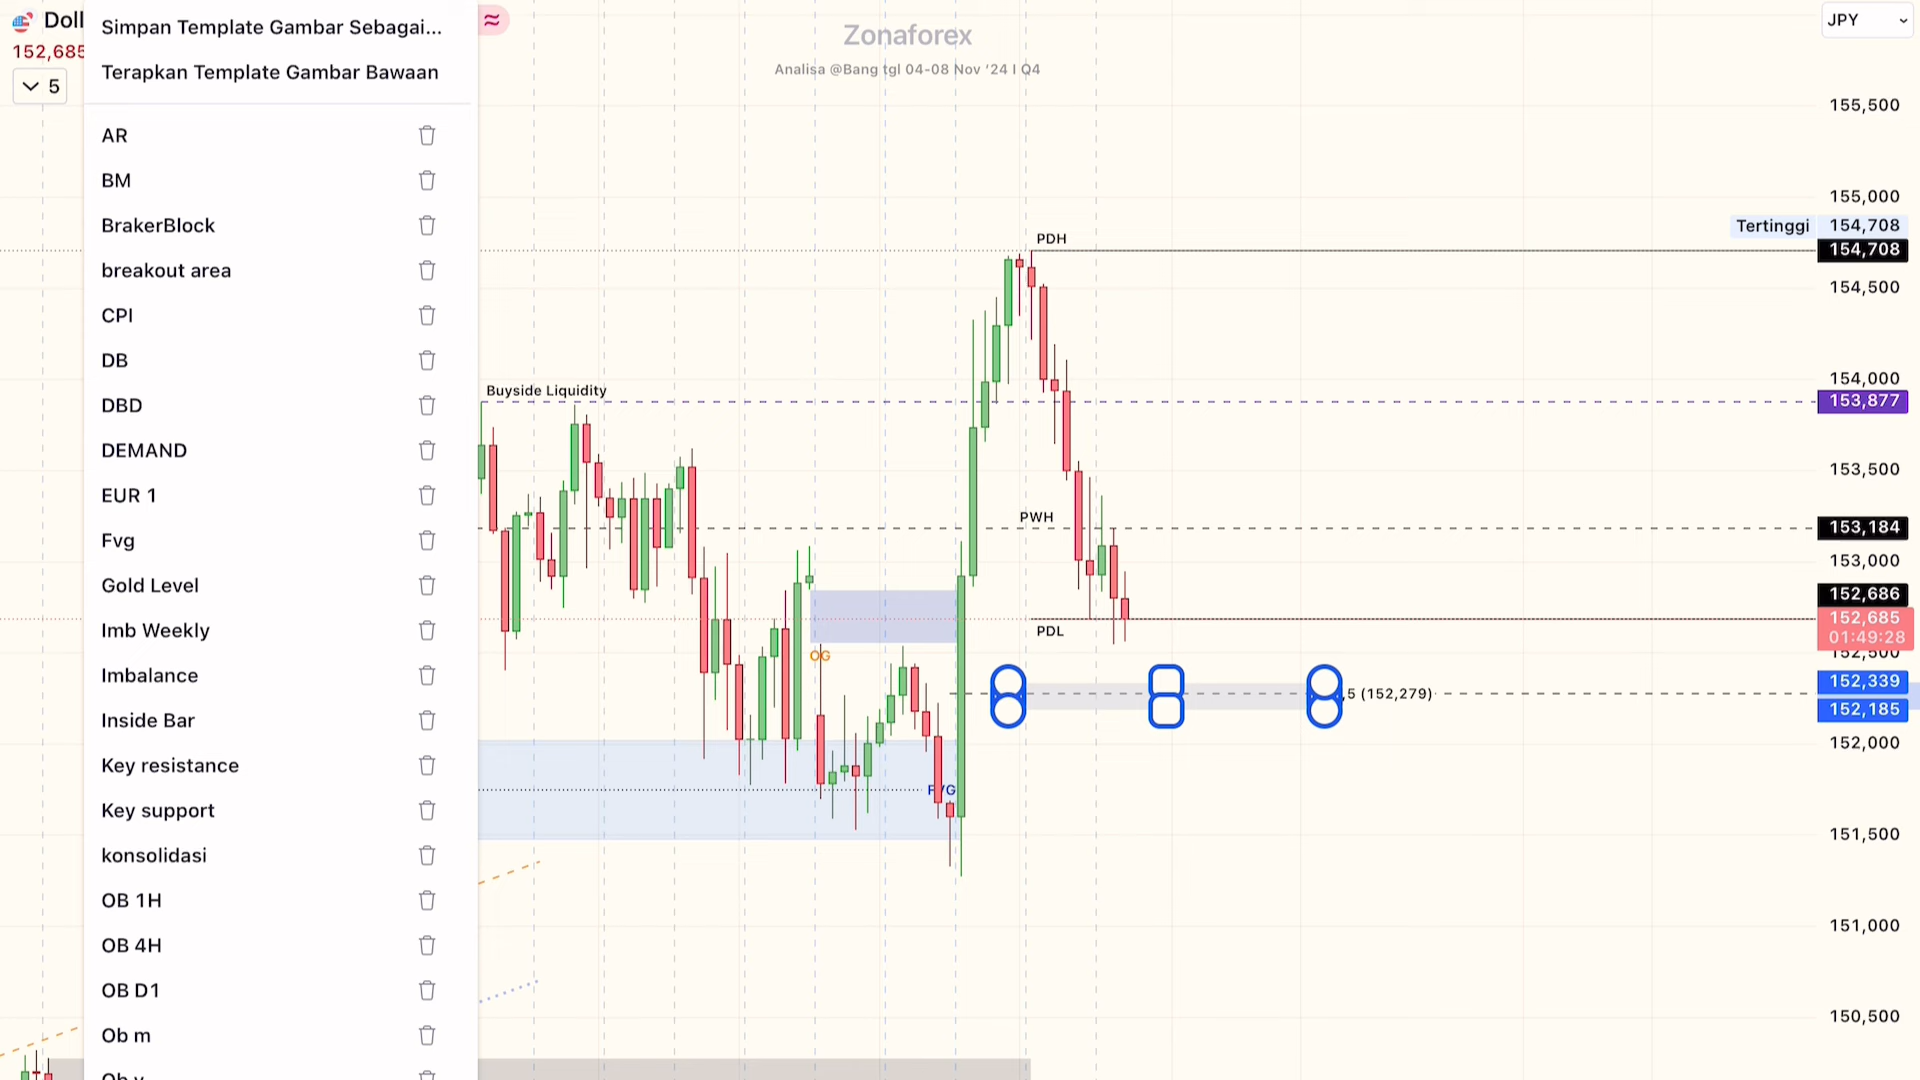 Doll
152,685
5
Simpan Template Gambar Sebagai...
Terapkan Template Gambar Bawaan
AR
BM
BrakerBlock
breakout area
CPI
DB
DBD
DEMAND
EUR 1
Fvg
Gold Level
Imb Weekly
Imbalance
Inside Bar
Key resistance
Key support
konsolidasi
OB 1H
OB 4H
OB D1
Ob m
Zonaforex
Analisa @Bang tgl 04-08 Nov ‘24 I Q4
PDH
Buyside Liquidity
PWH
PDL
OG
5 (152,279)
FVG
JPY
155,500
155,000
Tertinggi 154,708
154,708
154,500
154,000
153,877
153,500
153,184
153,000
152,686
152,685
01:49:28
152,500
152,339
152,185
152,000
151,500
151,000
150,500